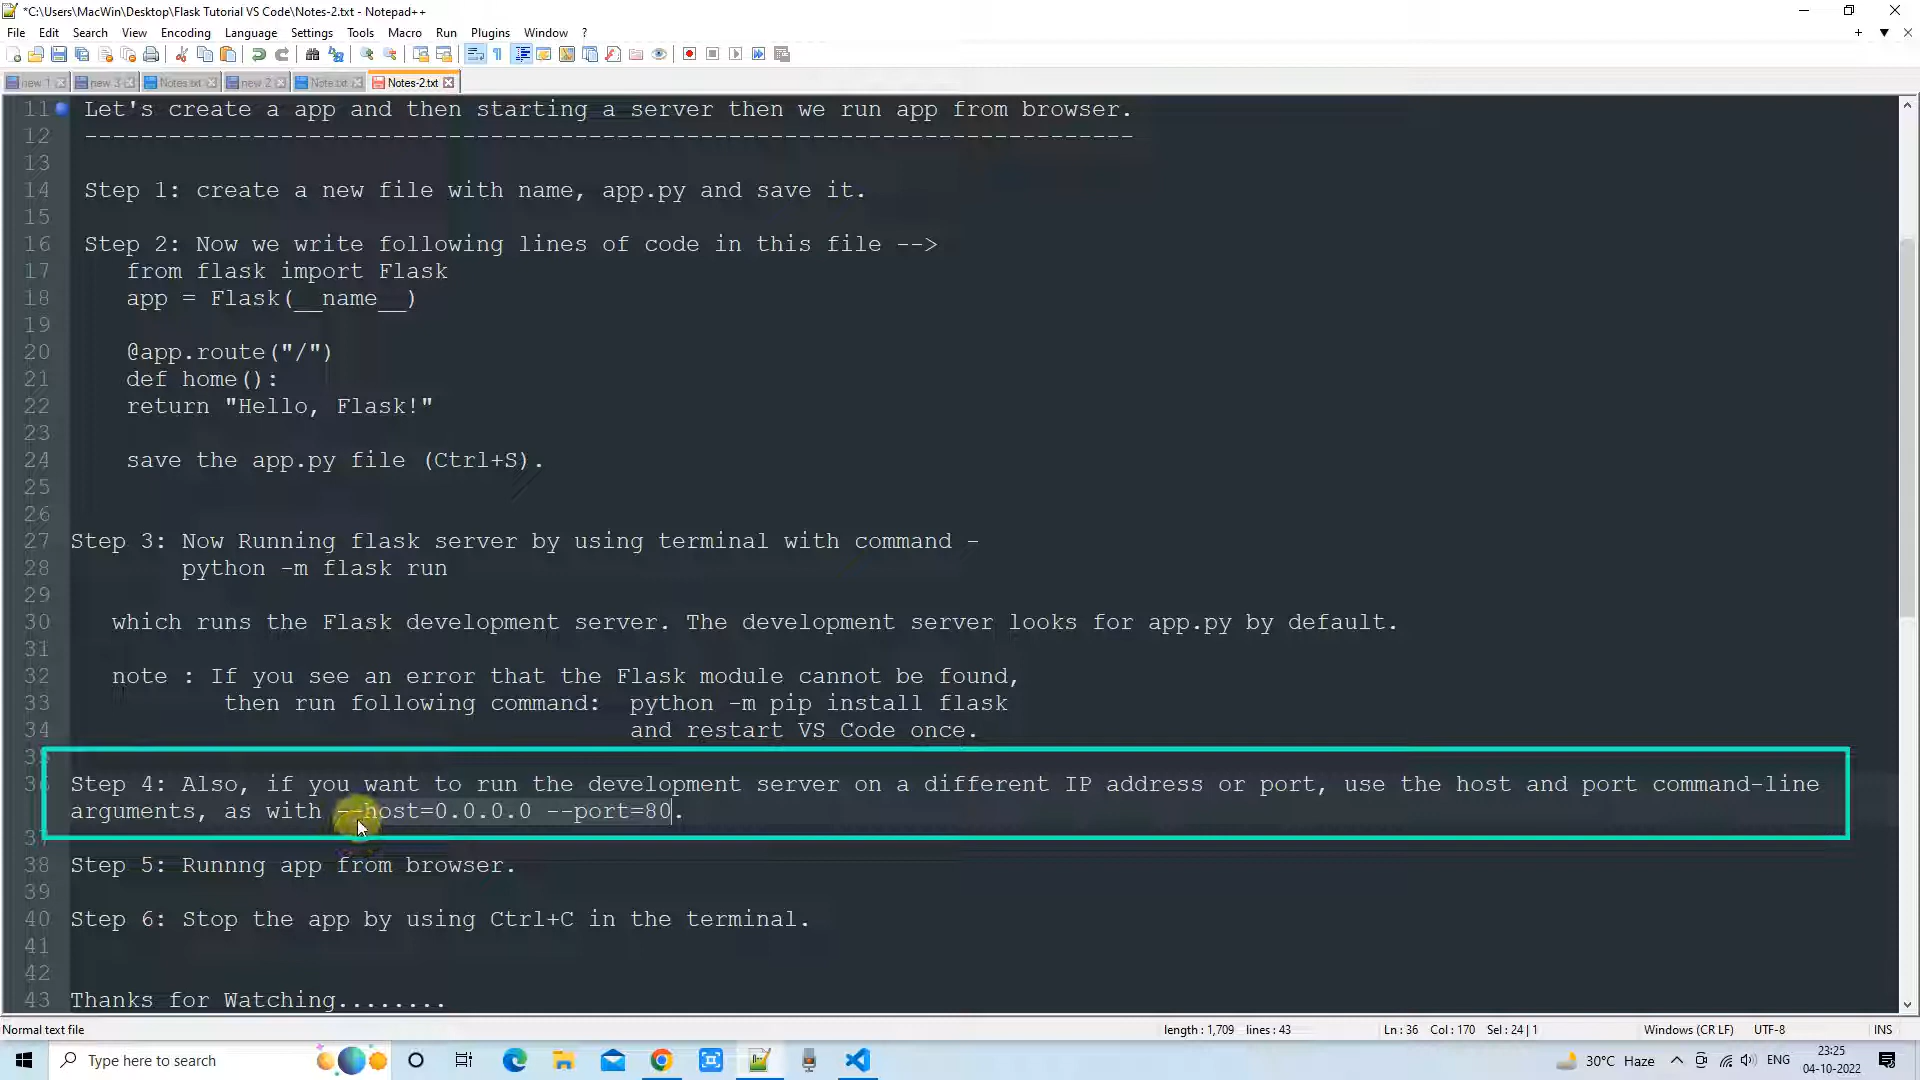 *C:\Users\MacWin\Desktop\Flask Tutorial VS Code\Notes-2.txt - Notepad++
File Edit Search View Encoding Language Settings Tools Macro Run Plugins Window ?
new 1 new 3 Notes.txt new 2 Note.txt Notes-2.txt
11 Let's create a app and then starting a server then we run app from browser.
12 ---------------------------------------------------------------------------
13
14 Step 1: create a new file with name, app.py and save it.
15
16 Step 2: Now we write following lines of code in this file -->
17 from flask import Flask
18 app = Flask(__name__)
19
20 @app.route("/")
21 def home():
22 return "Hello, Flask!"
23
24 save the app.py file (Ctrl+S).
25
26
27 Step 3: Now Running flask server by using terminal with command -
28 python -m flask run
29
30 which runs the Flask development server. The development server looks for app.py by default.
31
32 note : If you see an error that the Flask module cannot be found,
33 then run following command: python -m pip install flask
34 and restart VS Code once.
35
36 Step 4: Also, if you want to run the development server on a different IP address or port, use the host and port command-line
arguments, as with --host=0.0.0.0 --port=80.
37
38 Step 5: Runnng app from browser.
39
40 Step 6: Stop the app by using Ctrl+C in the terminal.
41
42
43 Thanks for Watching........
Normal text file length : 1,709 lines : 43 Ln : 36 Col : 170 Sel : 24 | 1 Windows (CR LF) UTF-8 INS
Type here to search 30°C Haze ENG 23:25
04-10-2022